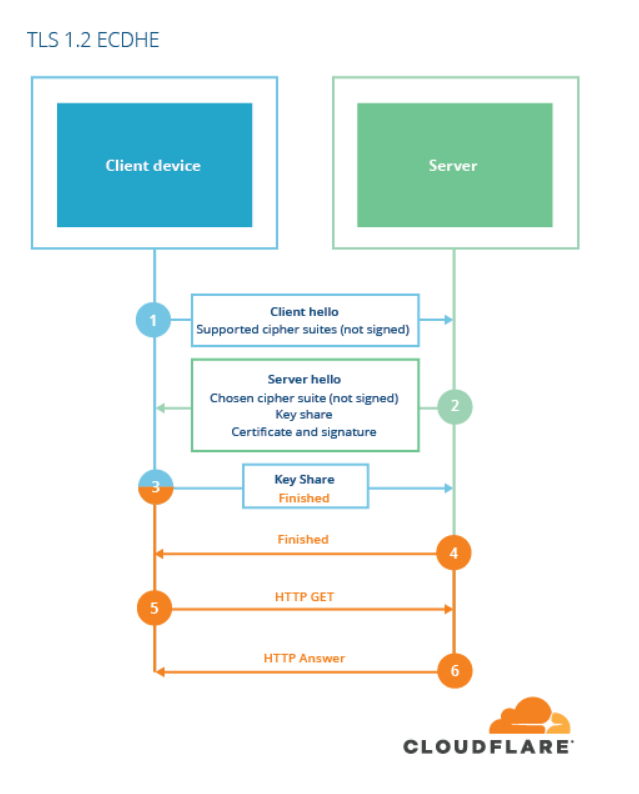 TLS 1.2 ECDHE
Client device
Server
1
Client hello
Supported cipher suites (not signed)
Server hello
Chosen cipher suite (not signed)
Key share
Certificate and signature
2
3
Key Share
Finished
Finished
4
5
HTTP GET
HTTP Answer
6
CLOUDFLARE